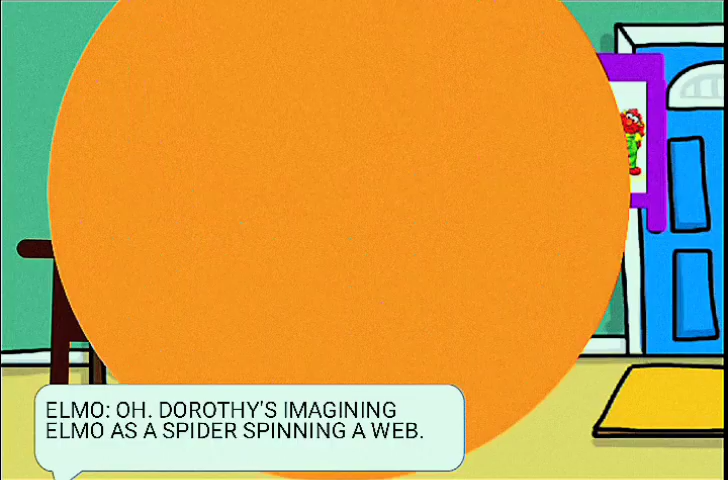 ELMO: OH. DOROTHY'S IMAGINING
ELMO AS A SPIDER SPINNING A WEB.